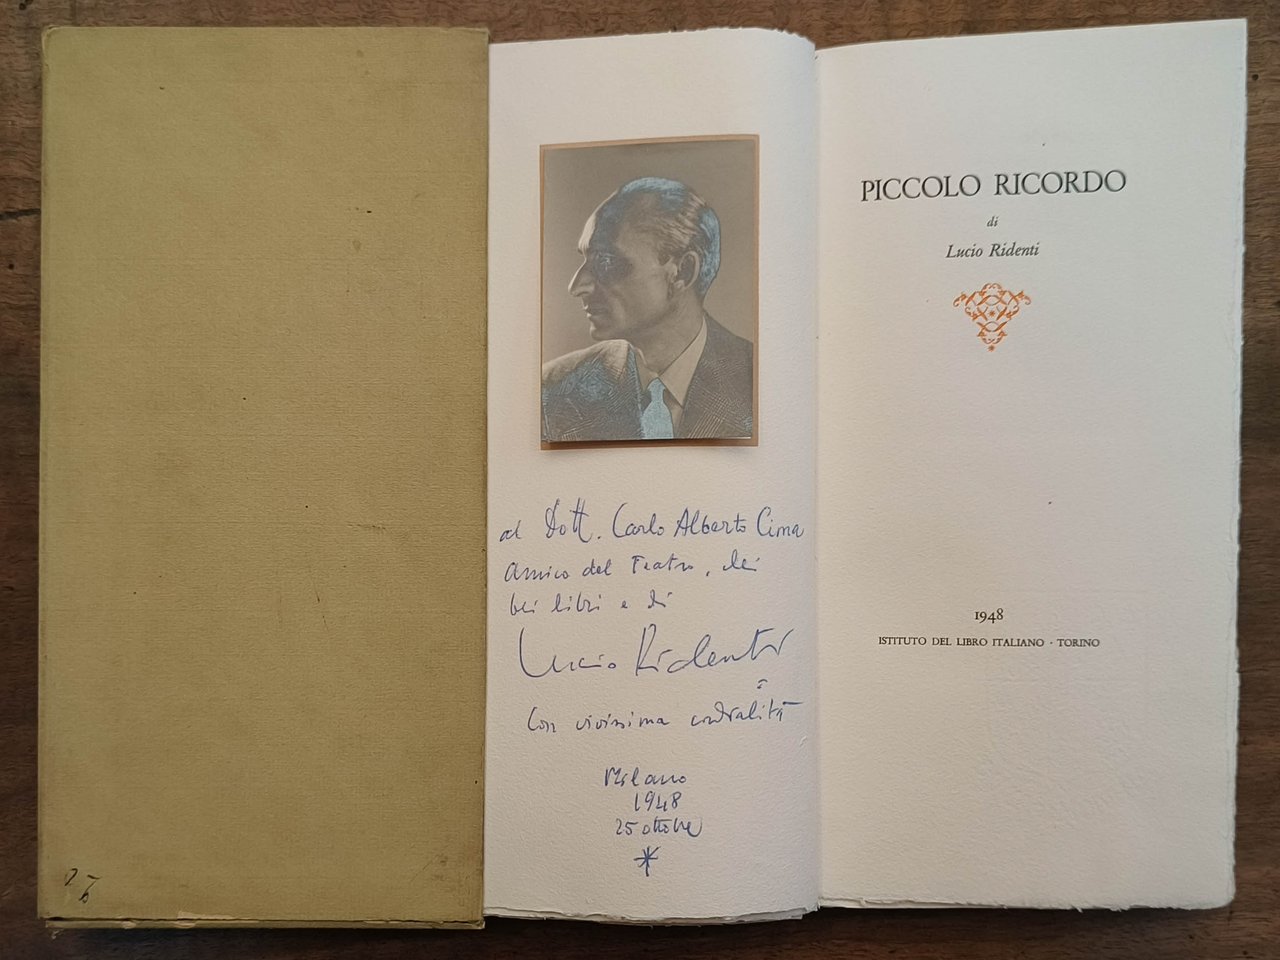 al Dott. Carlo Alberto Cima
amico del Teatro, dei
bei libri e di
Lucio Ridenti
Con vivissima cordialità
Milano
1948
25 ottobre
PICCOLO RICORDO
di
Lucio Ridenti
1948
ISTITUTO DEL LIBRO ITALIANO · TORINO